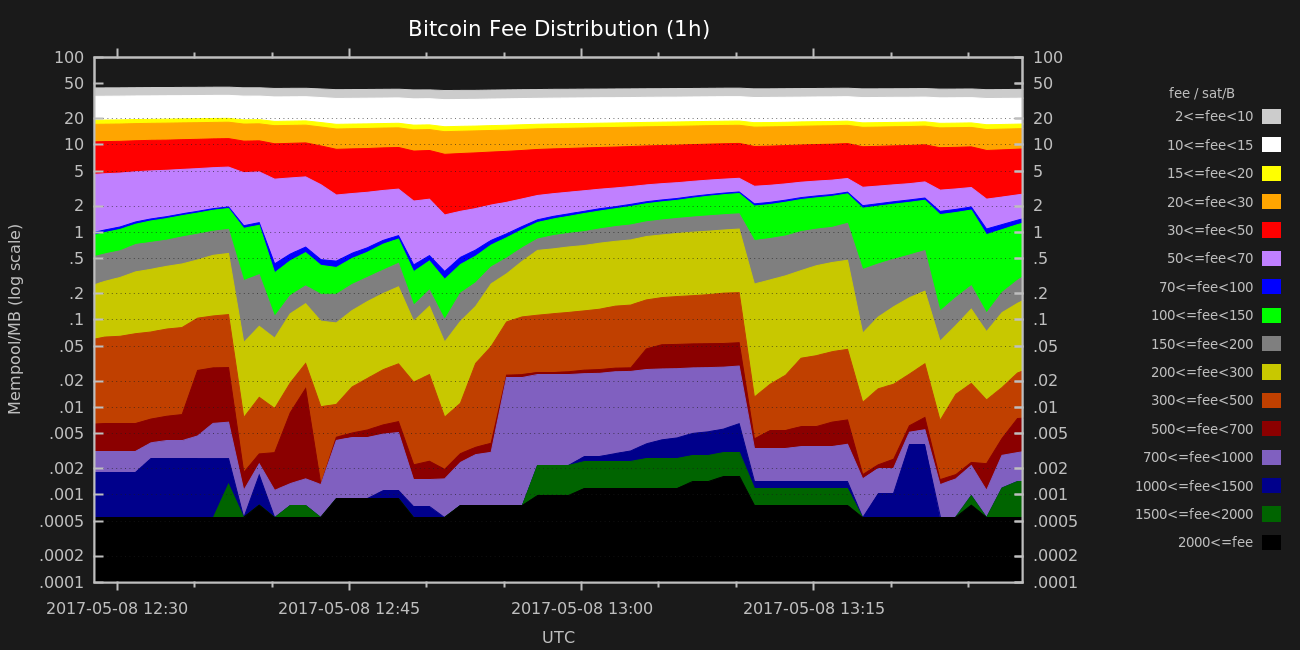 Bitcoin Fee Distribution (1h)
100 100
50 50
20 20
10 10
5 5
2 2
1 1
.5 .5
.2 .2
.1 .1
.05 .05
.02 .02
.01 .01
.005 .005
.002 .002
.001 .001
.0005 .0005
.0002 .0002
.0001 .0001
Mempool/MB (log scale)
2017-05-08 12:30 2017-05-08 12:45 2017-05-08 13:00 2017-05-08 13:15
UTC
fee / sat/B
2<=fee<10
10<=fee<15
15<=fee<20
20<=fee<30
30<=fee<50
50<=fee<70
70<=fee<100
100<=fee<150
150<=fee<200
200<=fee<300
300<=fee<500
500<=fee<700
700<=fee<1000
1000<=fee<1500
1500<=fee<2000
2000<=fee